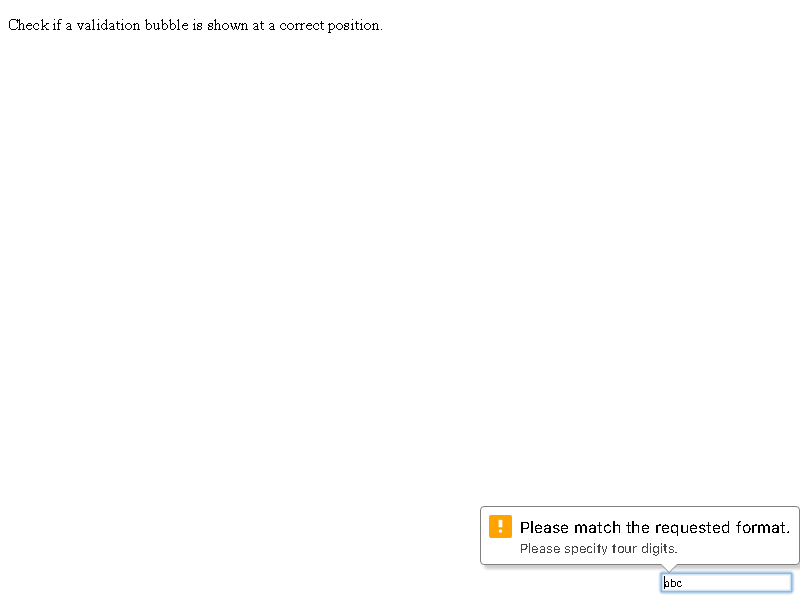 Check if a validation bubble is shown at a correct position.
!
Please match the requested format.
Please specify four digits.
abc